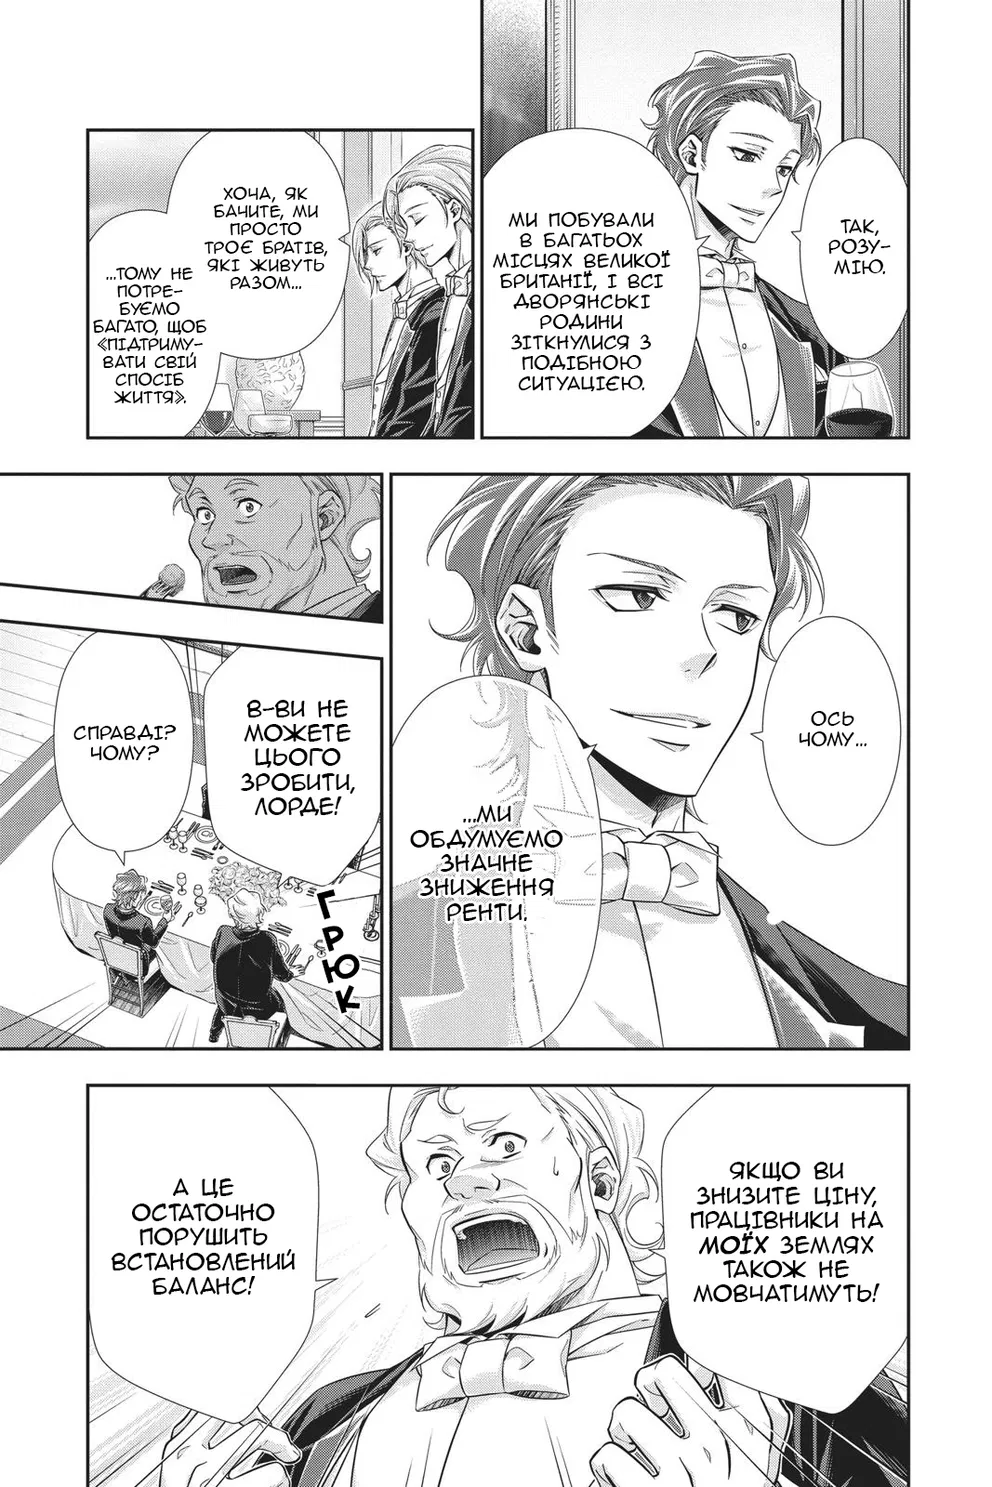 ТАК,
РОЗУ-
МІЮ.
МИ ПОБУВАЛИ
В БАГАТЬОХ
МІСЦЯХ ВЕЛИКОЇ
БРИТАНІЇ, І ВСІ
ДВОРЯНСЬКІ
РОДИНИ
ЗІТКНУЛИСЯ З
ПОДІБНОЮ
СИТУАЦІЄЮ.
ХОЧА, ЯК
БАЧИТЕ, МИ
ПРОСТО
ТРОЄ БРАТІВ,
ЯКІ ЖИВУТЬ
РАЗОМ...
...ТОМУ НЕ
ПОТРЕ-
БУЄМО
БАГАТО, ЩОБ
«ПІДТРИМУ-
ВАТИ СВІЙ
СПОСІБ
ЖИТТЯ».
ОСЬ
ЧОМУ...
...МИ
ОБДУМУЄМО
ЗНАЧНЕ
ЗНИЖЕННЯ
РЕНТИ.
В-ВИ НЕ
МОЖЕТЕ
ЦЬОГО
ЗРОБИТИ,
ЛОРДЕ!
ГРЮК
СПРАВДІ?
ЧОМУ?
ЯКЩО ВИ
ЗНИЗИТЕ ЦІНУ,
ПРАЦІВНИКИ НА
МОЇХ ЗЕМЛЯХ
ТАКОЖ НЕ
МОВЧАТИМУТЬ!
А ЦЕ
ОСТАТОЧНО
ПОРУШИТЬ
ВСТАНОВЛЕНИЙ
БАЛАНС!